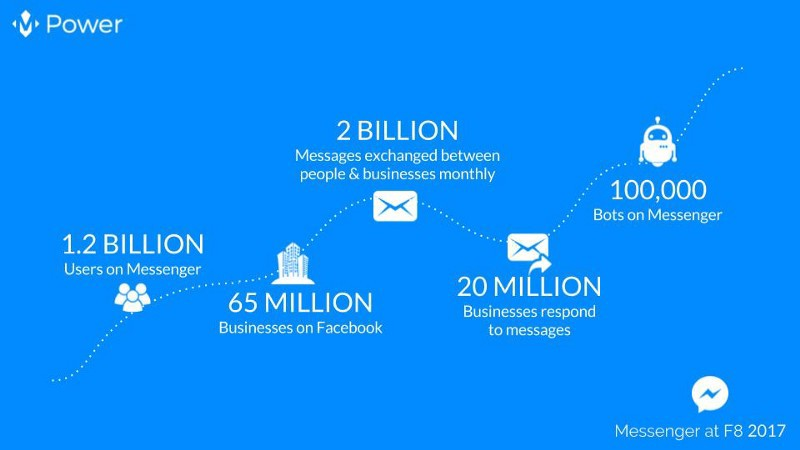 Power
2 BILLION
Messages exchanged between
people & businesses monthly
100,000
Bots on Messenger
1.2 BILLION
Users on Messenger
65 MILLION
Businesses on Facebook
20 MILLION
Businesses respond
to messages
Messenger at F8 2017